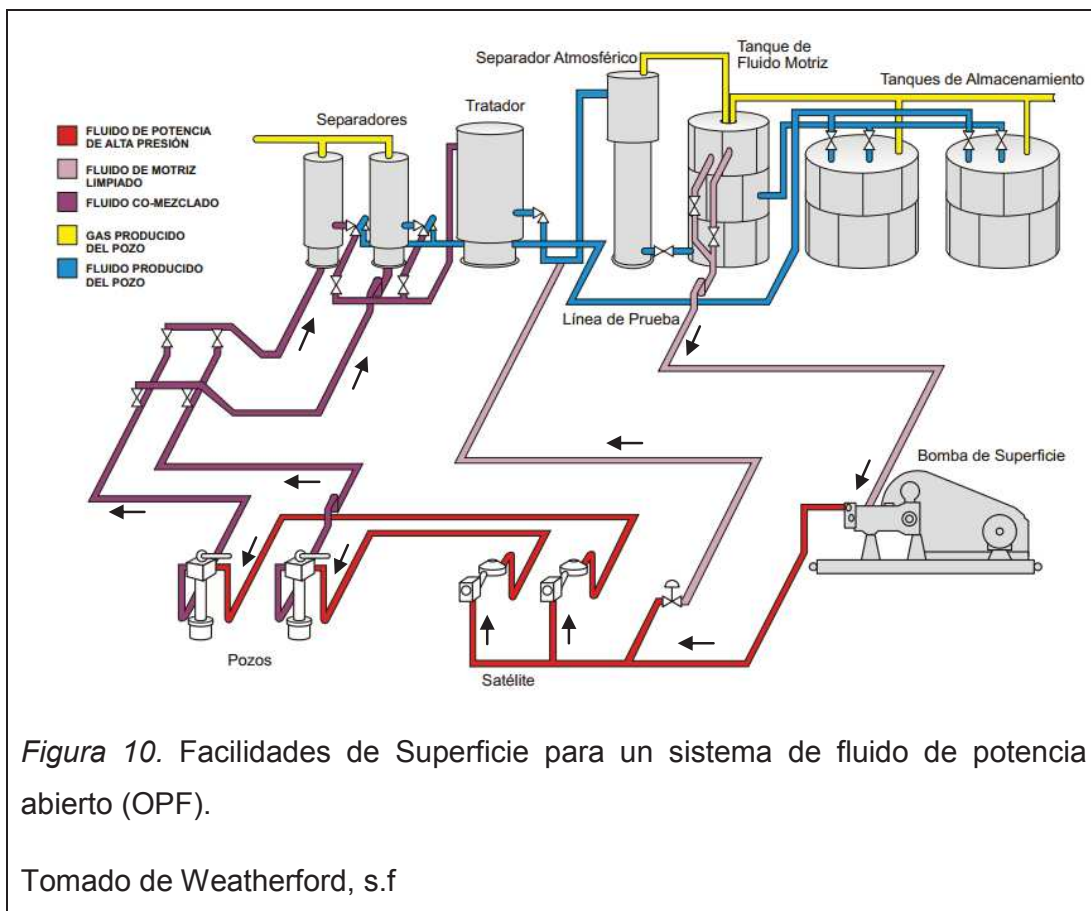 Separador Atmosférico
Tanque de
Fluido Motriz
Tanques de Almacenamiento
Tratador
Separadores
FLUIDO DE POTENCIA
DE ALTA PRESIÓN
FLUIDO DE MOTRIZ
LIMPIADO
FLUIDO CO-MEZCLADO
GAS PRODUCIDO
DEL POZO
FLUIDO PRODUCIDO
DEL POZO
Línea de Prueba
Bomba de Superficie
Pozos
Satélite
Figura 10. Facilidades de Superficie para un sistema de fluido de potencia
abierto (OPF).
Tomado de Weatherford, s.f